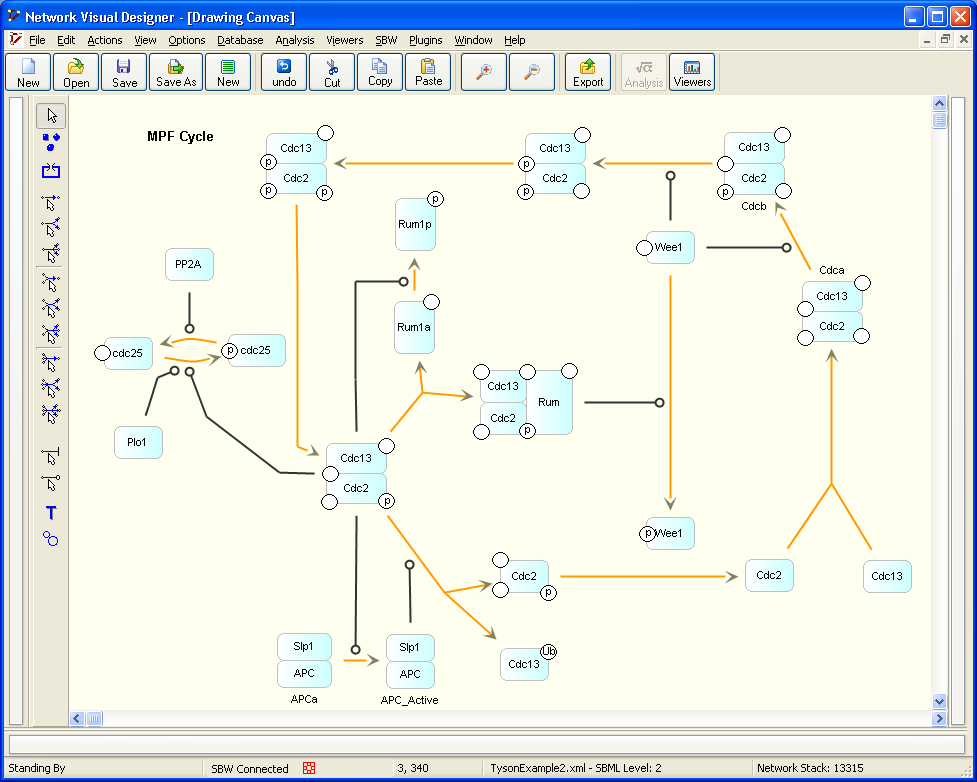 Network Visual Designer - [Drawing Canvas]
File Edit Actions View Options Database Analysis Viewers SBW Plugins Window Help
New Open Save Save As New undo Cut Copy Paste Export Analysis Viewers
MPF Cycle
Cdc13
p
Cdc2
p
p
Cdc13
p
Cdc2
p
Cdc13
Cdc2
p
Cdcb
p
Rum1p
Wee1
PP2A
Cdca
Cdc13
Cdc2
Rum1a
cdc25
p
cdc25
Cdc13
Rum
Cdc2
p
Plo1
Cdc13
Cdc2
p
p
Wee1
Cdc2
p
Cdc2
Cdc13
Slp1
APC
APCa
Slp1
APC
APC_Active
Cdc13
Ub
T
Standing By SBW Connected 3, 340 TysonExample2.xml - SBML Level: 2 Network Stack: 13315